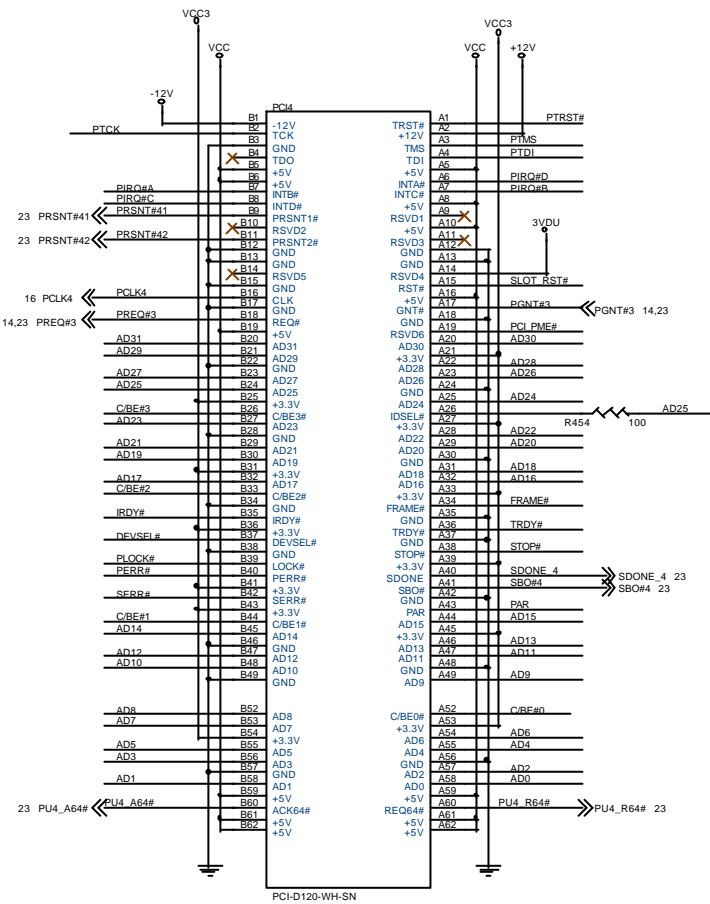 VCC3
VCC
-12V
VCC3
VCC
+12V
PCI4
B1 -12V TRST# A1 PTRST#
PTCK B2 TCK +12V A2
B3 GND TMS A3 PTMS
B4 TDO TDI A4 PTDI
B5 +5V +5V A5
B6 +5V INTA# A6 PIRQ#D
PIRQ#A B7 INTB# INTC# A7 PIRQ#B
PIRQ#C B8 INTD# +5V A8
23 PRSNT#41 PRSNT#41 B9 PRSNT1# RSVD1 A9
B10 RSVD2 +5V A10
23 PRSNT#42 PRSNT#42 B11 PRSNT2# RSVD3 A11
3VDU
B12 GND GND A12
B13 GND GND A13
B14 RSVD5 RSVD4 A14
B15 GND RST# A15 SLOT_RST#
16 PCLK4 PCLK4 B16 CLK +5V A16
B17 GND GNT# A17 PGNT#3 PGNT#3 14,23
14,23 PREQ#3 PREQ#3 B18 REQ# GND A18
B19 +5V RSVD6 A19 PCI_PME#
AD31 B20 AD31 AD30 A20 AD30
AD29 B21 AD29 +3.3V A21
B22 GND AD28 A22 AD28
AD27 B23 AD27 AD26 A23 AD26
AD25 B24 AD25 GND A24
B25 +3.3V AD24 A25 AD24
C/BE#3 B26 C/BE3# IDSEL# A26 R454 100 AD25
AD23 B27 AD23 +3.3V A27
B28 GND AD22 A28 AD22
AD21 B29 AD21 AD20 A29 AD20
AD19 B30 AD19 GND A30
B31 +3.3V AD18 A31 AD18
AD17 B32 AD17 AD16 A32 AD16
C/BE#2 B33 C/BE2# +3.3V A33
B34 GND FRAME# A34 FRAME#
IRDY# B35 IRDY# GND A35
B36 +3.3V TRDY# A36 TRDY#
DEVSEL# B37 DEVSEL# GND A37
B38 GND STOP# A38 STOP#
PLOCK# B39 LOCK# +3.3V A39
PERR# B40 PERR# SDONE A40 SDONE_4 SDONE_4 23
B41 +3.3V SBO# A41 SBO#4 SBO#4 23
SERR# B42 SERR# GND A42
B43 +3.3V PAR A43 PAR
C/BE#1 B44 C/BE1# AD15 A44 AD15
AD14 B45 AD14 +3.3V A45
B46 GND AD13 A46 AD13
AD12 B47 AD12 AD11 A47 AD11
AD10 B48 AD10 GND A48
B49 GND AD9 A49 AD9
AD8 B52 AD8 C/BE0# A52 C/BE#0
AD7 B53 AD7 +3.3V A53
B54 +3.3V AD6 A54 AD6
AD5 B55 AD5 AD4 A55 AD4
AD3 B56 AD3 GND A56
B57 GND AD2 A57 AD2
AD1 B58 AD1 AD0 A58 AD0
B59 +5V +5V A59
23 PU4_A64# PU4_A64# B60 ACK64# REQ64# A60 PU4_R64# PU4_R64# 23
B61 +5V +5V A61
B62 +5V +5V A62
PCI-D120-WH-SN